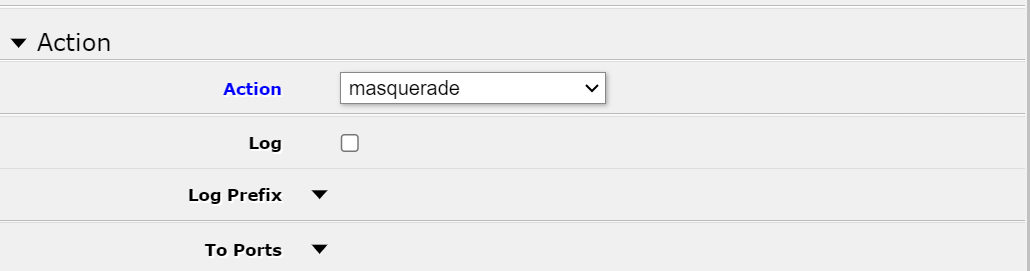 Action
Action masquerade
Log
Log Prefix
To Ports